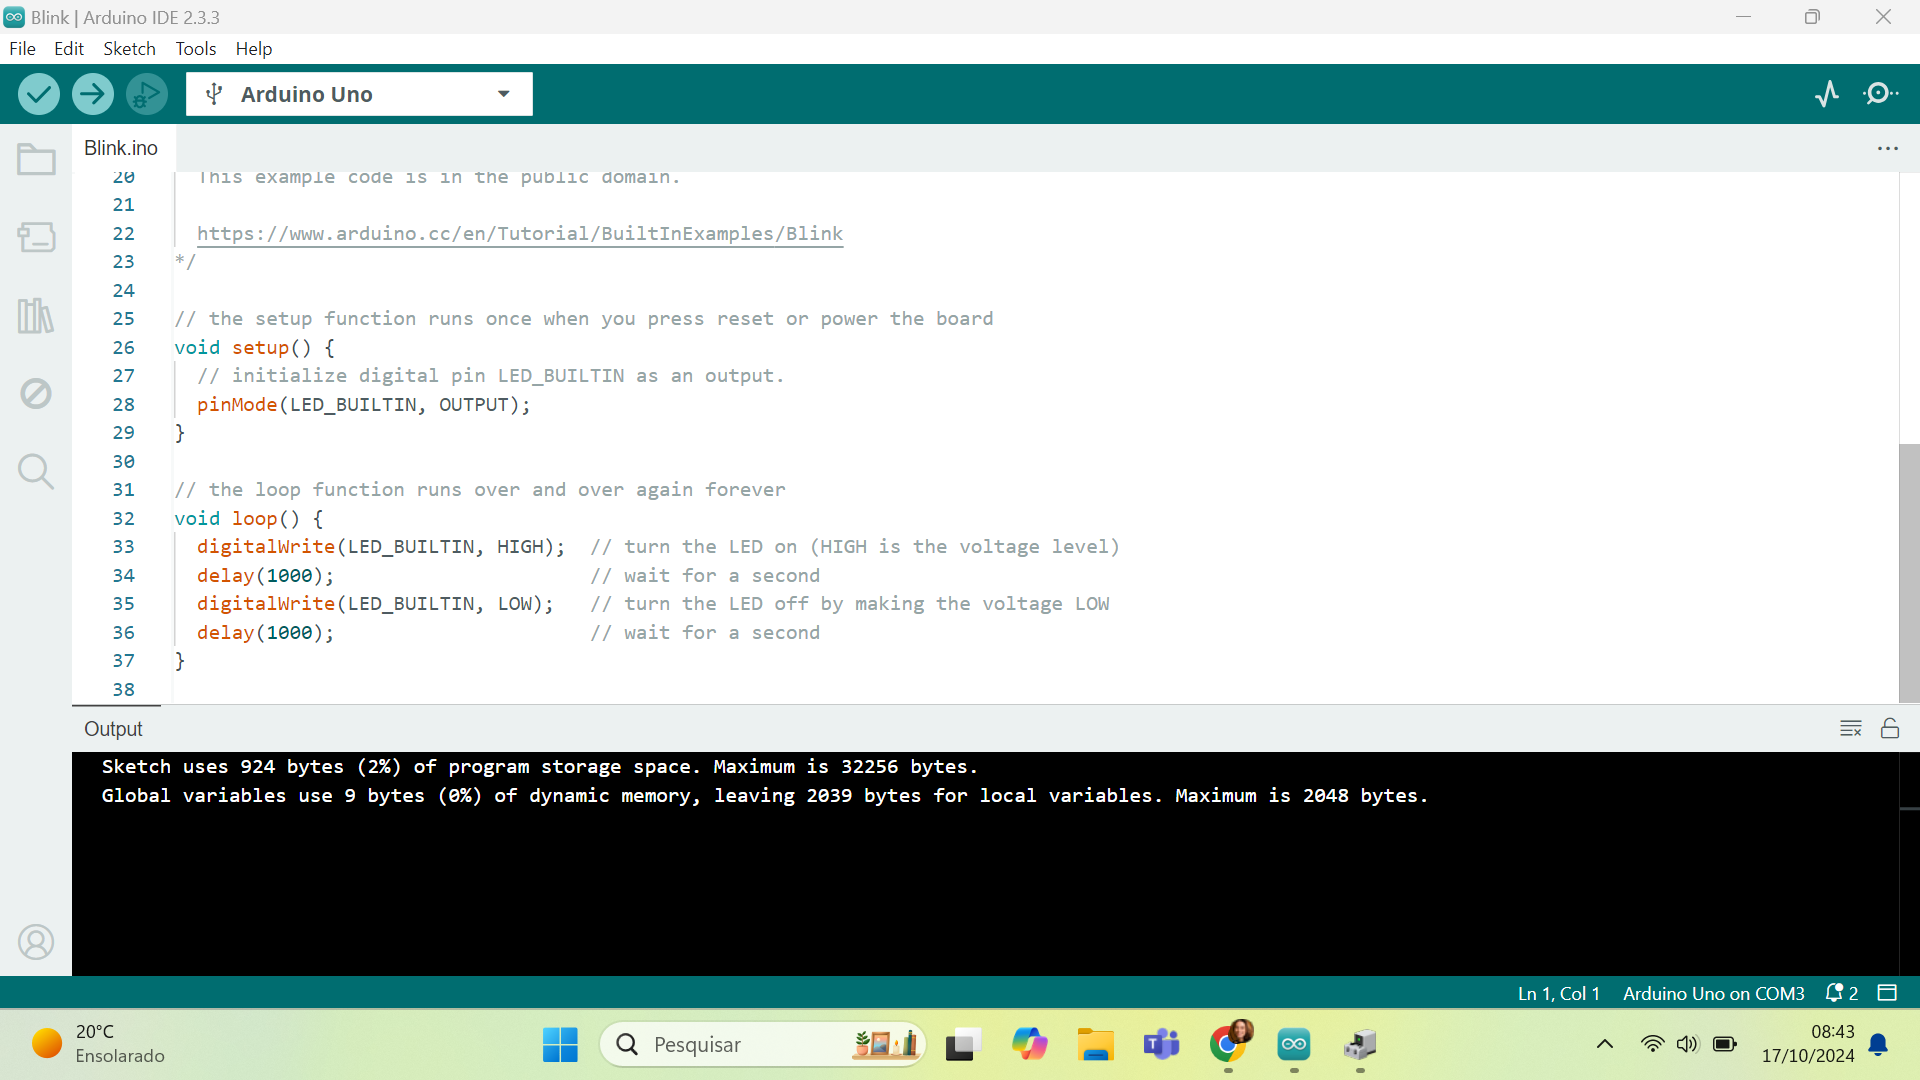 Blink | Arduino IDE 2.3.3
File Edit Sketch Tools Help
Arduino Uno
Blink.ino
20 This example code is in the public domain.
21
22 https://www.arduino.cc/en/Tutorial/BuiltInExamples/Blink
23 */
24
25 // the setup function runs once when you press reset or power the board
26 void setup() {
27 // initialize digital pin LED_BUILTIN as an output.
28 pinMode(LED_BUILTIN, OUTPUT);
29 }
30
31 // the loop function runs over and over again forever
32 void loop() {
33 digitalWrite(LED_BUILTIN, HIGH); // turn the LED on (HIGH is the voltage level)
34 delay(1000); // wait for a second
35 digitalWrite(LED_BUILTIN, LOW); // turn the LED off by making the voltage LOW
36 delay(1000); // wait for a second
37 }
38
Output
Sketch uses 924 bytes (2%) of program storage space. Maximum is 32256 bytes.
Global variables use 9 bytes (0%) of dynamic memory, leaving 2039 bytes for local variables. Maximum is 2048 bytes.
Ln 1, Col 1 Arduino Uno on COM3 2
20°C
Ensolarado
Pesquisar
08:43
17/10/2024